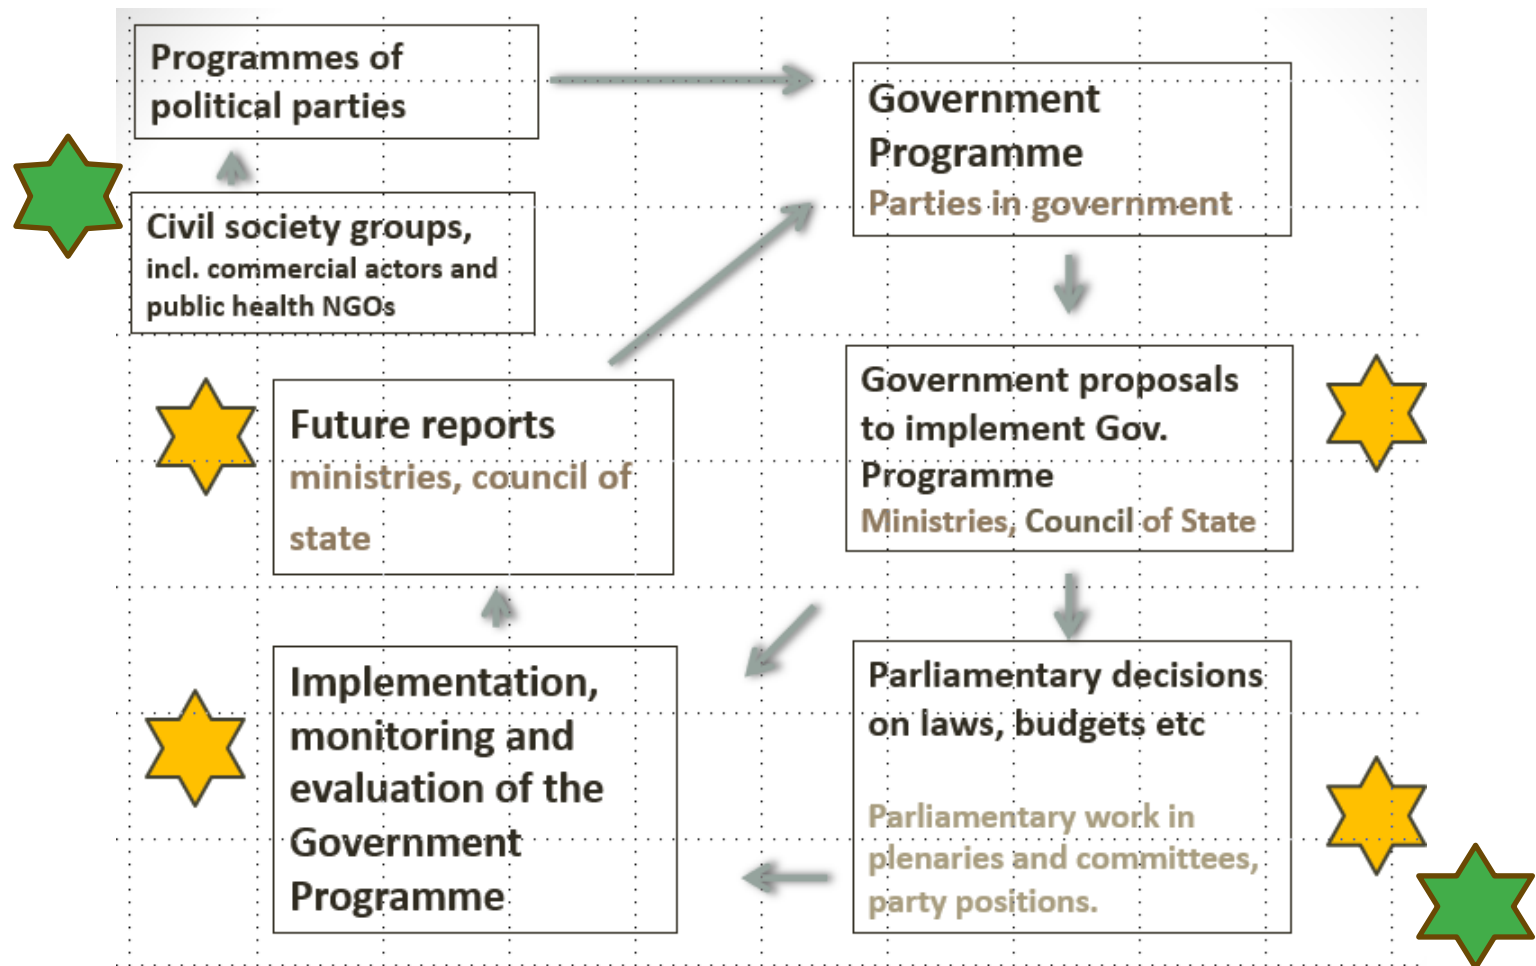 Programmes of
political parties
Civil society groups,
incl. commercial actors and
public health NGOs
Government
Programme
Parties in government
Future reports
ministries, council of
state
Government proposals
to implement Gov.
Programme
Ministries, Council of State
Implementation,
monitoring and
evaluation of the
Government
Programme
Parliamentary decisions
on laws, budgets etc
Parliamentary work in
plenaries and committees,
party positions.